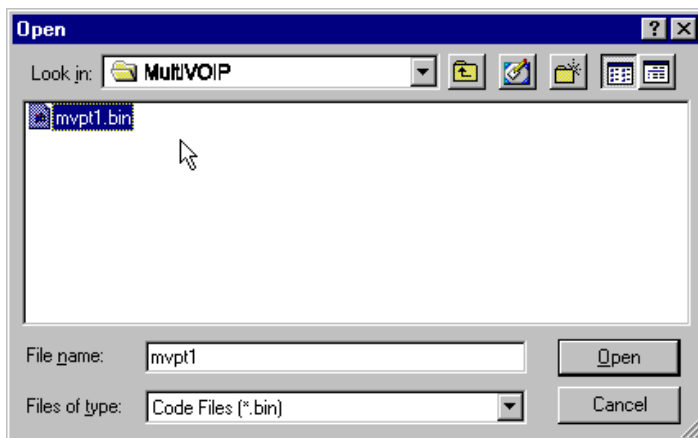 Open
Look in: MultiVOIP
mvpt1.bin
File name: mvpt1 Open
Files of type: Code Files (*.bin) Cancel